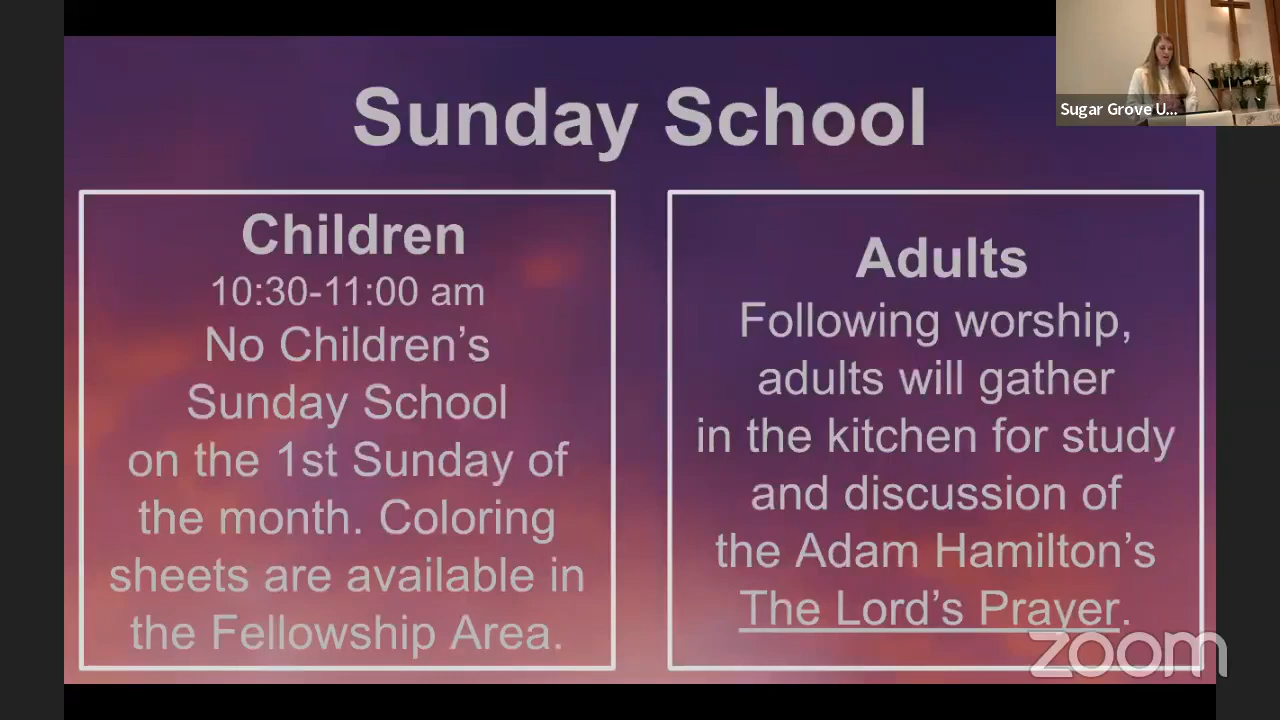 Sunday School
Sugar Grove U...
Children
10:30-11:00 am
No Children's
Sunday School
on the 1st Sunday of
the month. Coloring
sheets are available in
the Fellowship Area.
Adults
Following worship,
adults will gather
in the kitchen for study
and discussion of
the Adam Hamilton's
The Lord's Prayer.
zoom